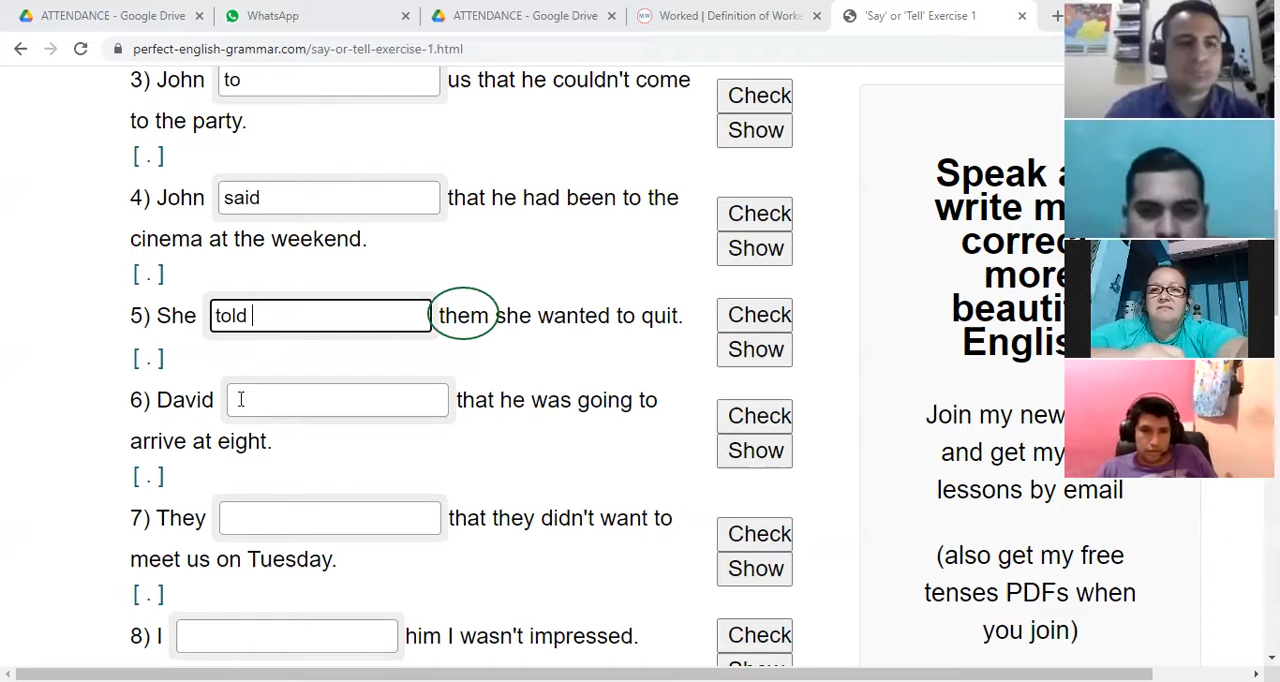 ATTENDANCE - Google Drive
WhatsApp
ATTENDANCE - Google Drive
Worked | Definition of Worke
'Say' or 'Tell' Exercise 1
perfect-english-grammar.com/say-or-tell-exercise-1.html
3) John to us that he couldn't come
to the party.
[ . ]
Check
Show
4) John said that he had been to the
cinema at the weekend.
[ . ]
Check
Show
5) She told them she wanted to quit.
[ . ]
Check
Show
6) David that he was going to
arrive at eight.
[ . ]
Check
Show
7) They that they didn't want to
meet us on Tuesday.
[ . ]
Check
Show
8) I him I wasn't impressed.
Check
Show
Speak
write
more
Join my new
and get my
lessons by email
(also get my free
tenses PDFs when
you join)